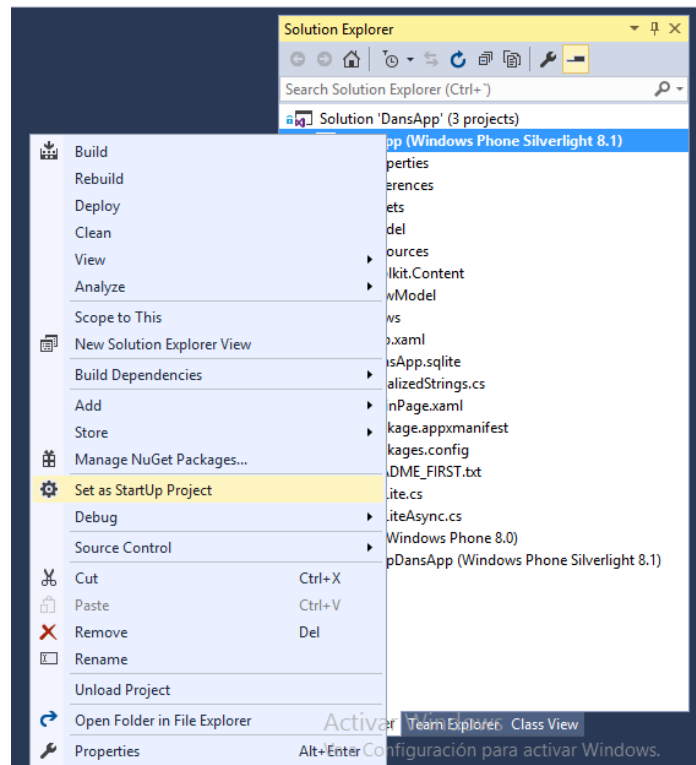 Solution Explorer
Search Solution Explorer (Ctrl+¨)
Solution 'DansApp' (3 projects)
pp (Windows Phone Silverlight 8.1)
perties
erences
ets
del
ources
lkit.Content
wModel
ws
p.xaml
nsApp.sqlite
alizedStrings.cs
inPage.xaml
kage.appxmanifest
kages.config
ADME_FIRST.txt
Lite.cs
LiteAsync.cs
Windows Phone 8.0)
pDansApp (Windows Phone Silverlight 8.1)
Build
Rebuild
Deploy
Clean
View
Analyze
Scope to This
New Solution Explorer View
Build Dependencies
Add
Store
Manage NuGet Packages...
Set as StartUp Project
Debug
Source Control
Cut Ctrl+X
Paste Ctrl+V
Remove Del
Rename
Unload Project
Open Folder in File Explorer
Properties Alt+Enter
er Team Explorer Class View
Activar Windows
Ve a Configuración para activar Windows.